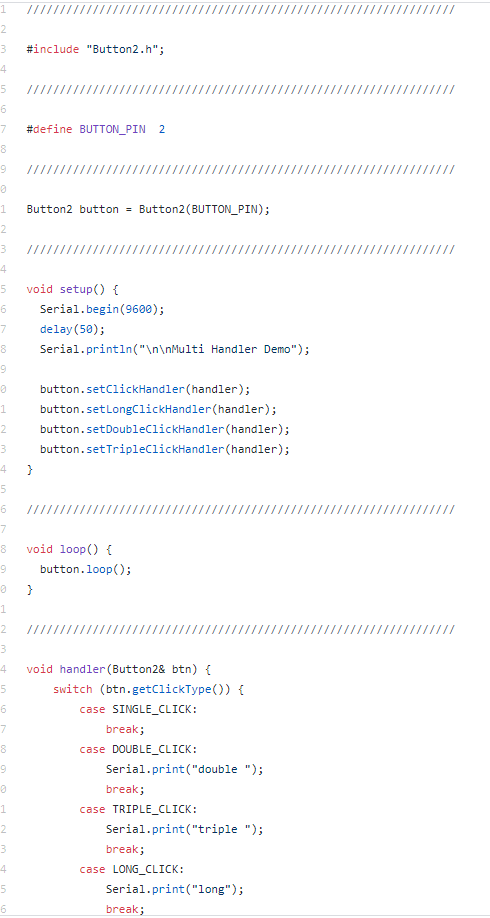 1 /////////////////////////////////////////////////////////////////
2
3 #include "Button2.h";
4
5 /////////////////////////////////////////////////////////////////
6
7 #define BUTTON_PIN  2
8
9 /////////////////////////////////////////////////////////////////
0
1 Button2 button = Button2(BUTTON_PIN);
2
3 /////////////////////////////////////////////////////////////////
4
5 void setup() {
6   Serial.begin(9600);
7   delay(50);
8   Serial.println("\n\nMulti Handler Demo");
9
0   button.setClickHandler(handler);
1   button.setLongClickHandler(handler);
2   button.setDoubleClickHandler(handler);
3   button.setTripleClickHandler(handler);
4 }
5
6 /////////////////////////////////////////////////////////////////
7
8 void loop() {
9   button.loop();
0 }
1
2 /////////////////////////////////////////////////////////////////
3
4 void handler(Button2& btn) {
5     switch (btn.getClickType()) {
6         case SINGLE_CLICK:
7             break;
8         case DOUBLE_CLICK:
9             Serial.print("double ");
0             break;
1         case TRIPLE_CLICK:
2             Serial.print("triple ");
3             break;
4         case LONG_CLICK:
5             Serial.print("long");
6             break;